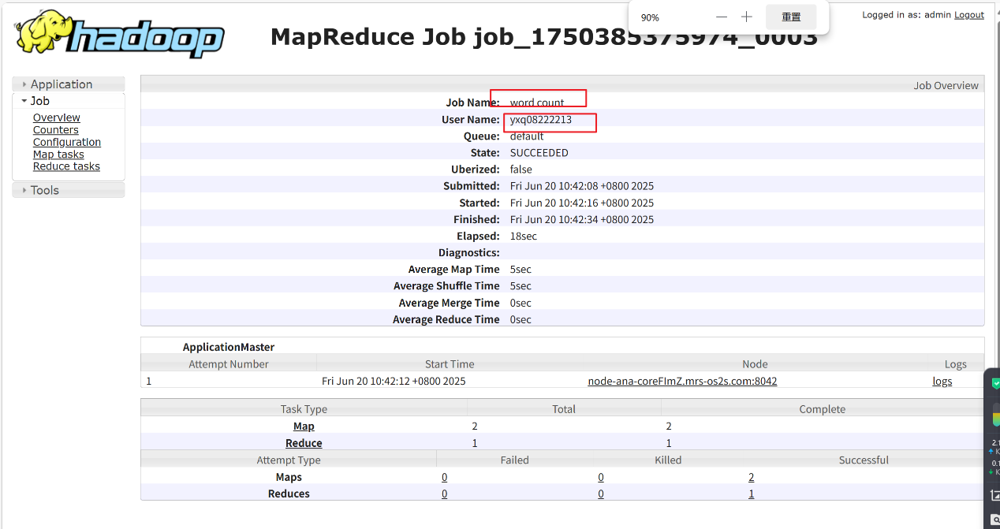 90%
重置
Logged in as: admin Logout
hadoop
MapReduce Job job_1750385375974_0003
Application
Job
Overview
Counters
Configuration
Map tasks
Reduce tasks
Tools
Job Overview
Job Name: word count
User Name: yxq08222213
Queue: default
State: SUCCEEDED
Uberized: false
Submitted: Fri Jun 20 10:42:08 +0800 2025
Started: Fri Jun 20 10:42:16 +0800 2025
Finished: Fri Jun 20 10:42:34 +0800 2025
Elapsed: 18sec
Diagnostics:
Average Map Time 5sec
Average Shuffle Time 5sec
Average Merge Time 0sec
Average Reduce Time 0sec
ApplicationMaster
Attempt Number Start Time Node Logs
1 Fri Jun 20 10:42:12 +0800 2025 node-ana-coreFImZ.mrs-os2s.com:8042 logs
Task Type Total Complete
Map 2 2
Reduce 1 1
Attempt Type Failed Killed Successful
Maps 0 0 2
Reduces 0 0 1